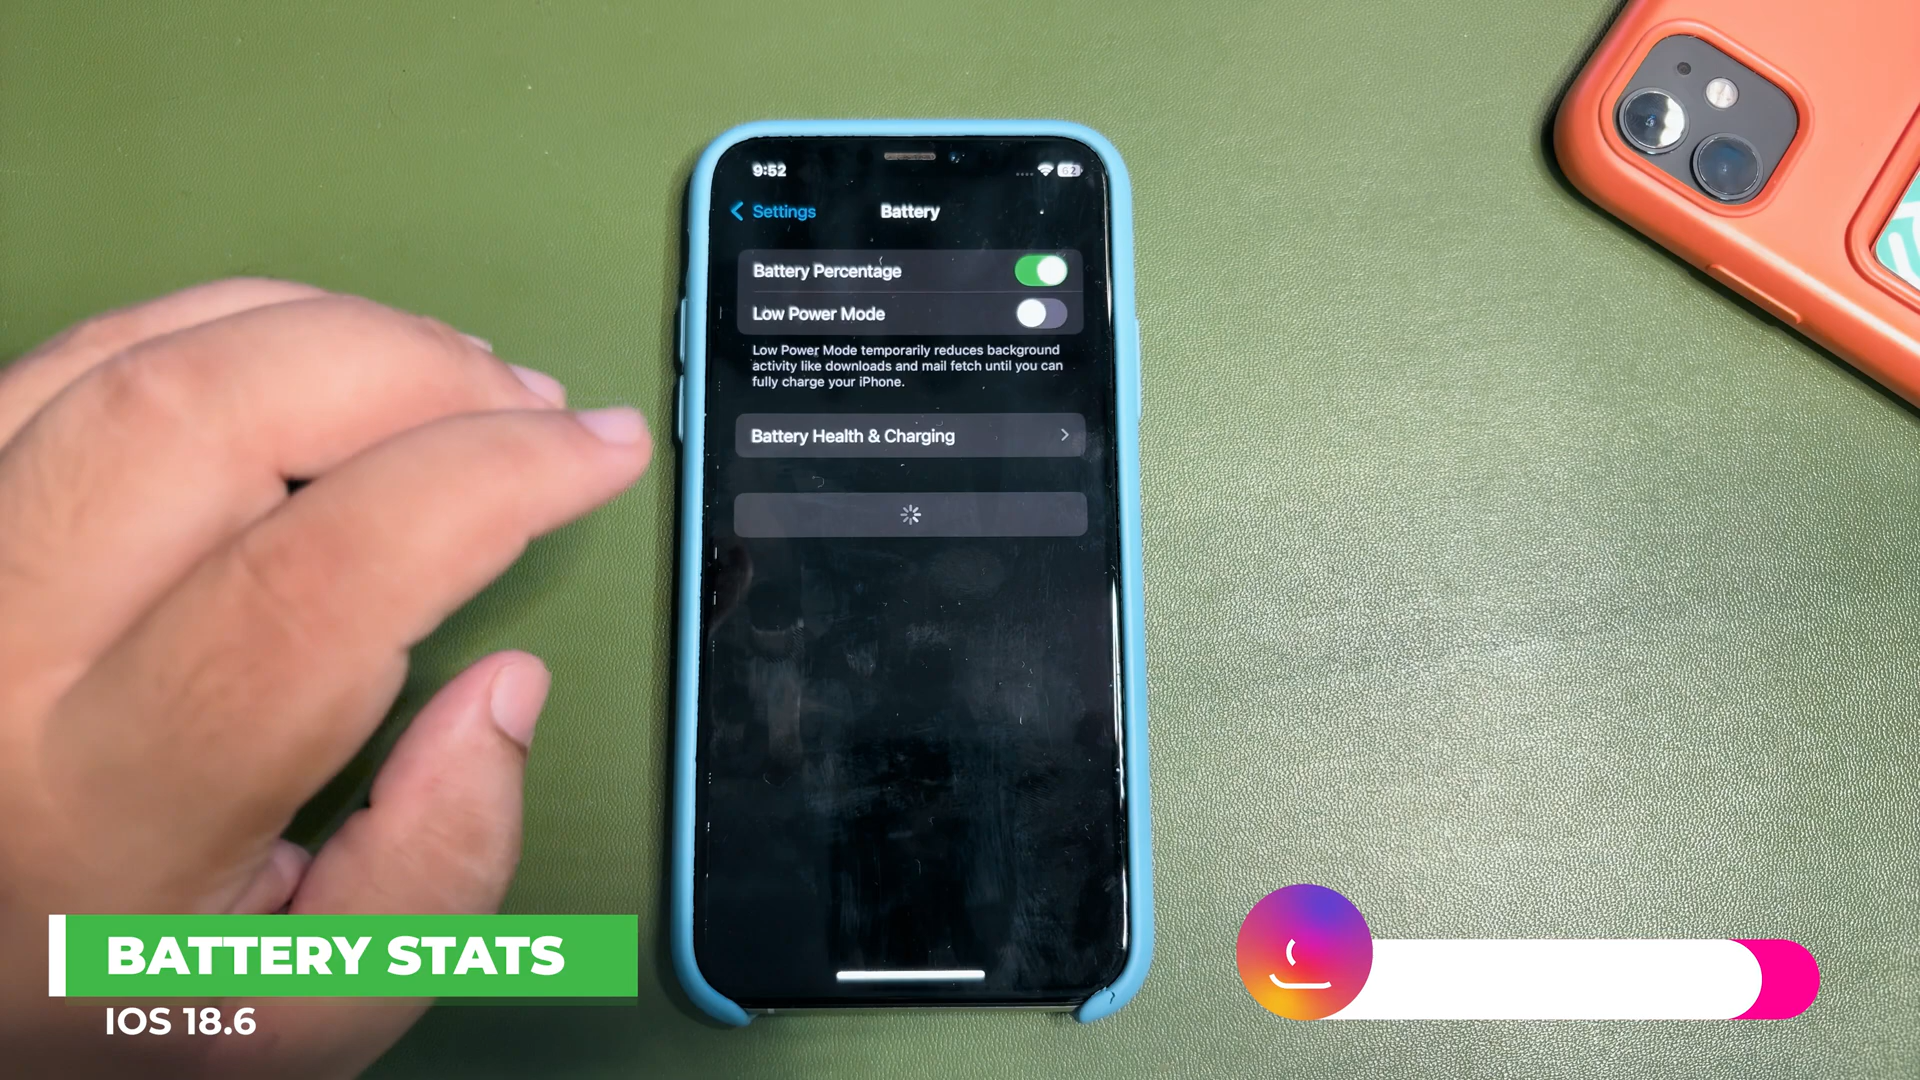 9:52
62
Settings
Battery
Battery Percentage
Low Power Mode
Low Power Mode temporarily reduces background
activity like downloads and mail fetch until you can
fully charge your iPhone.
Battery Health & Charging
BATTERY STATS
IOS 18.6